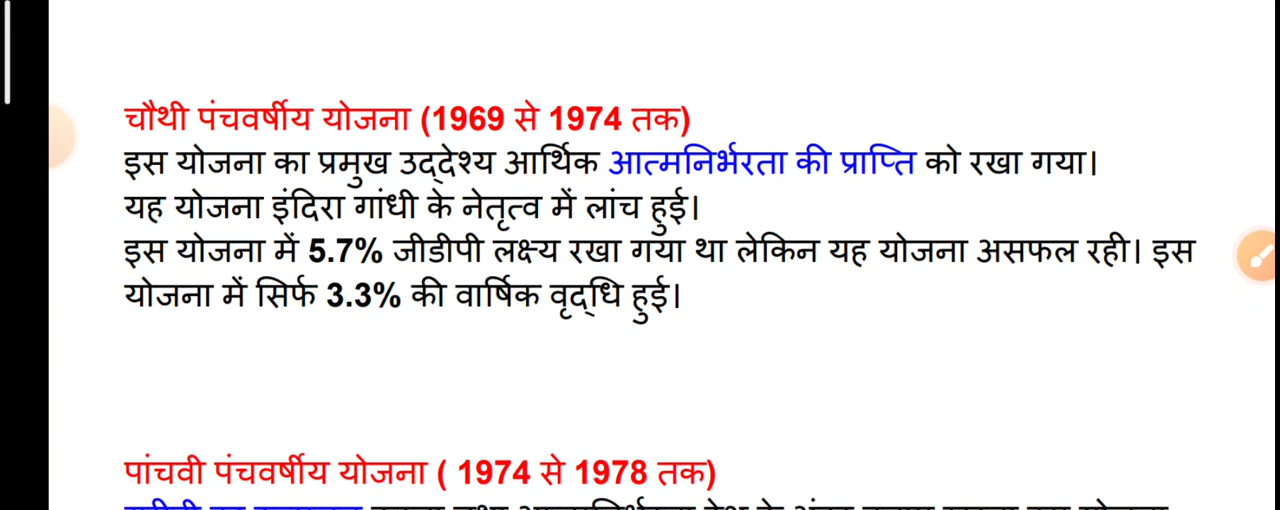 चौथी पंचवर्षीय योजना (1969 से 1974 तक)
इस योजना का प्रमुख उद्देश्य आर्थिक आत्मनिर्भरता की प्राप्ति को रखा गया।
यह योजना इंदिरा गांधी के नेतृत्व में लांच हुई।
इस योजना में 5.7% जीडीपी लक्ष्य रखा गया था लेकिन यह योजना असफल रही। इस
योजना में सिर्फ 3.3% की वार्षिक वृद्धि हुई।
पांचवी पंचवर्षीय योजना ( 1974 से 1978 तक)